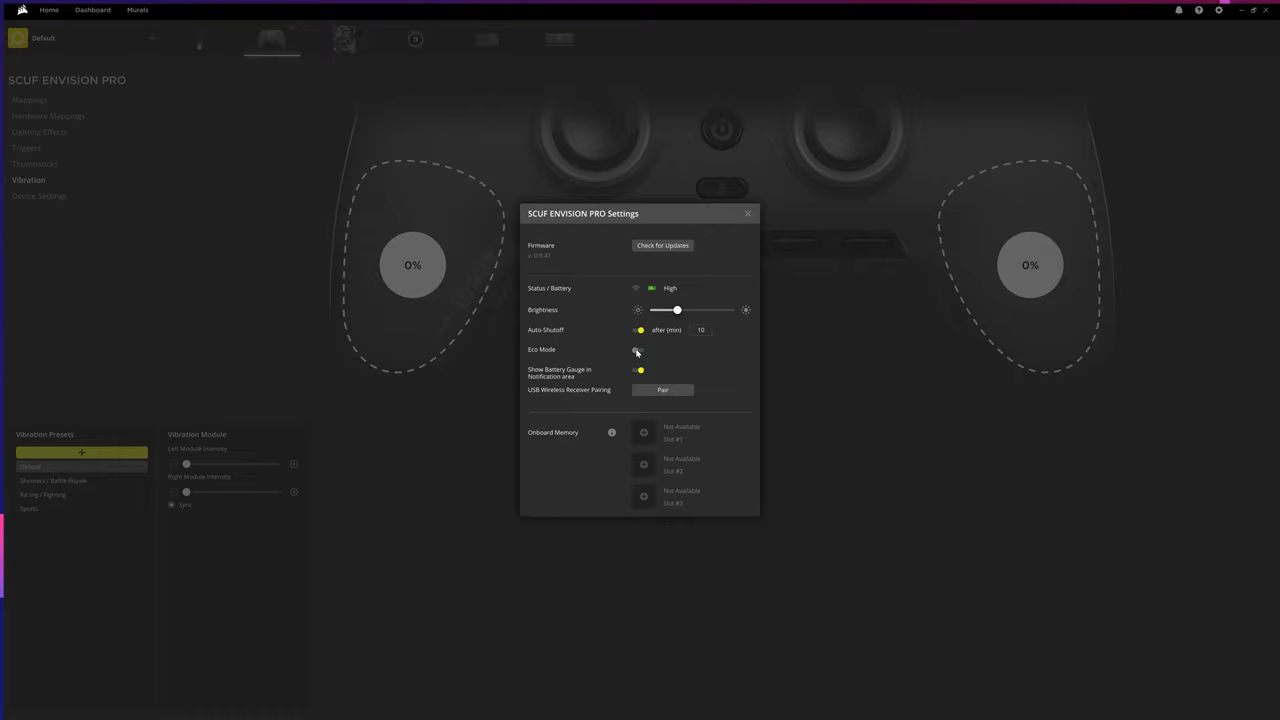 Home Dashboard Murals
Default
SCUF ENVISION PRO
Mappings
Hardware Mappings
Lighting Effects
Triggers
Thumbsticks
Vibration
Device Settings
0%
0%
SCUF ENVISION PRO Settings
Firmware
v. 0.9.41
Check for Updates
Status / Battery
High
Brightness
Auto-Shutoff
after (min)
10
Eco Mode
Show Battery Gauge in
Notification area
USB Wireless Receiver Pairing
Pair
Onboard Memory
Not Available
Slot #1
Not Available
Slot #2
Not Available
Slot #3
Vibration Presets
+
Default
Shooters / Battle Royale
Racing / Fighting
Sports
Vibration Module
Left Module Intensity
Right Module Intensity
Sync